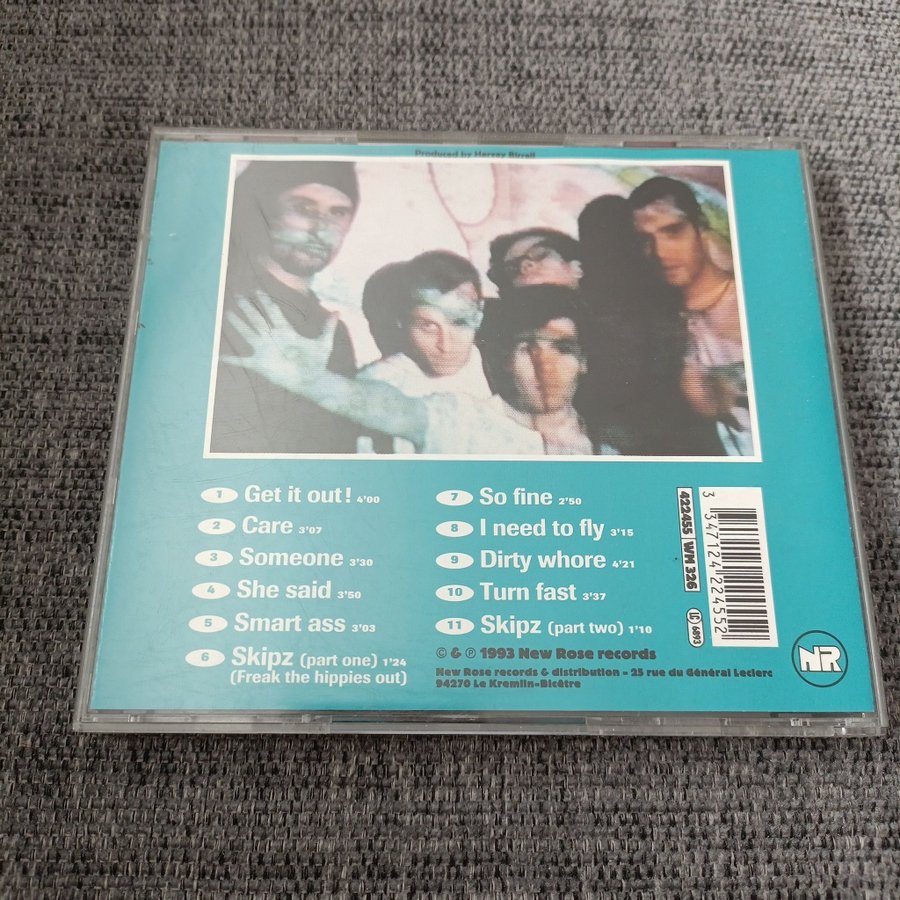 Produced by Harvey Birrell
1 Get it out! 4'00
2 Care 3'07
3 Someone 3'30
4 She said 3'50
5 Smart ass 3'03
6 Skipz (part one) 1'24
(Freak the hippies out)
7 So fine 2'50
8 I need to fly 3'15
9 Dirty whore 4'21
10 Turn fast 3'37
11 Skipz (part two) 1'10
© & ℗ 1993 New Rose records
New Rose records & distribution - 25 rue du Général Leclerc
94270 Le Kremlin-Bicêtre
422455 WM 326
LC 6893
3 347124 224552
NR